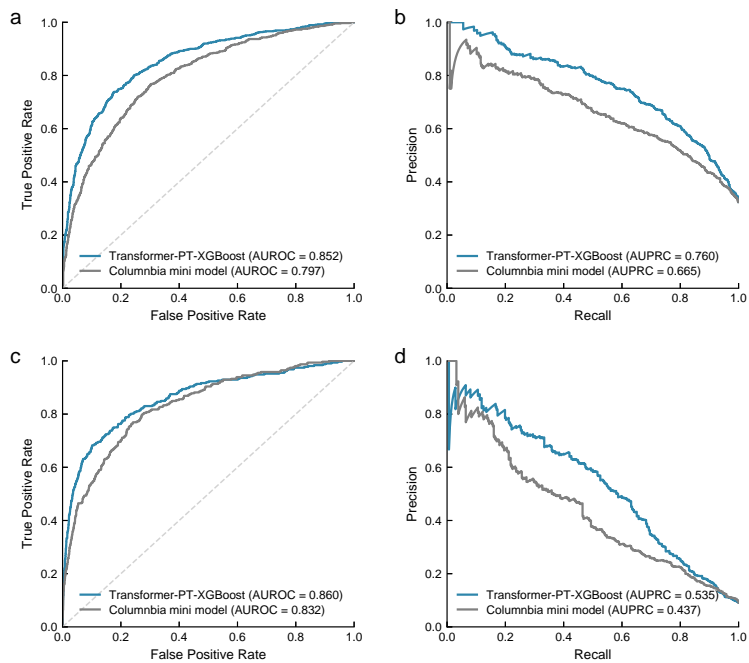 a
1.0
0.8
0.6
0.4
0.2
0.0
True Positive Rate
Transformer-PT-XGBoost (AUROC = 0.852)
Columnbia mini model (AUROC = 0.797)
0.0 0.2 0.4 0.6 0.8 1.0
False Positive Rate
b
1.0
0.8
0.6
0.4
0.2
0.0
Precision
Transformer-PT-XGBoost (AUPRC = 0.760)
Columnbia mini model (AUPRC = 0.665)
0.0 0.2 0.4 0.6 0.8 1.0
Recall
c
1.0
0.8
0.6
0.4
0.2
0.0
True Positive Rate
Transformer-PT-XGBoost (AUROC = 0.860)
Columnbia mini model (AUROC = 0.832)
0.0 0.2 0.4 0.6 0.8 1.0
False Positive Rate
d
1.0
0.8
0.6
0.4
0.2
0.0
Precision
Transformer-PT-XGBoost (AUPRC = 0.535)
Columnbia mini model (AUPRC = 0.437)
0.0 0.2 0.4 0.6 0.8 1.0
Recall